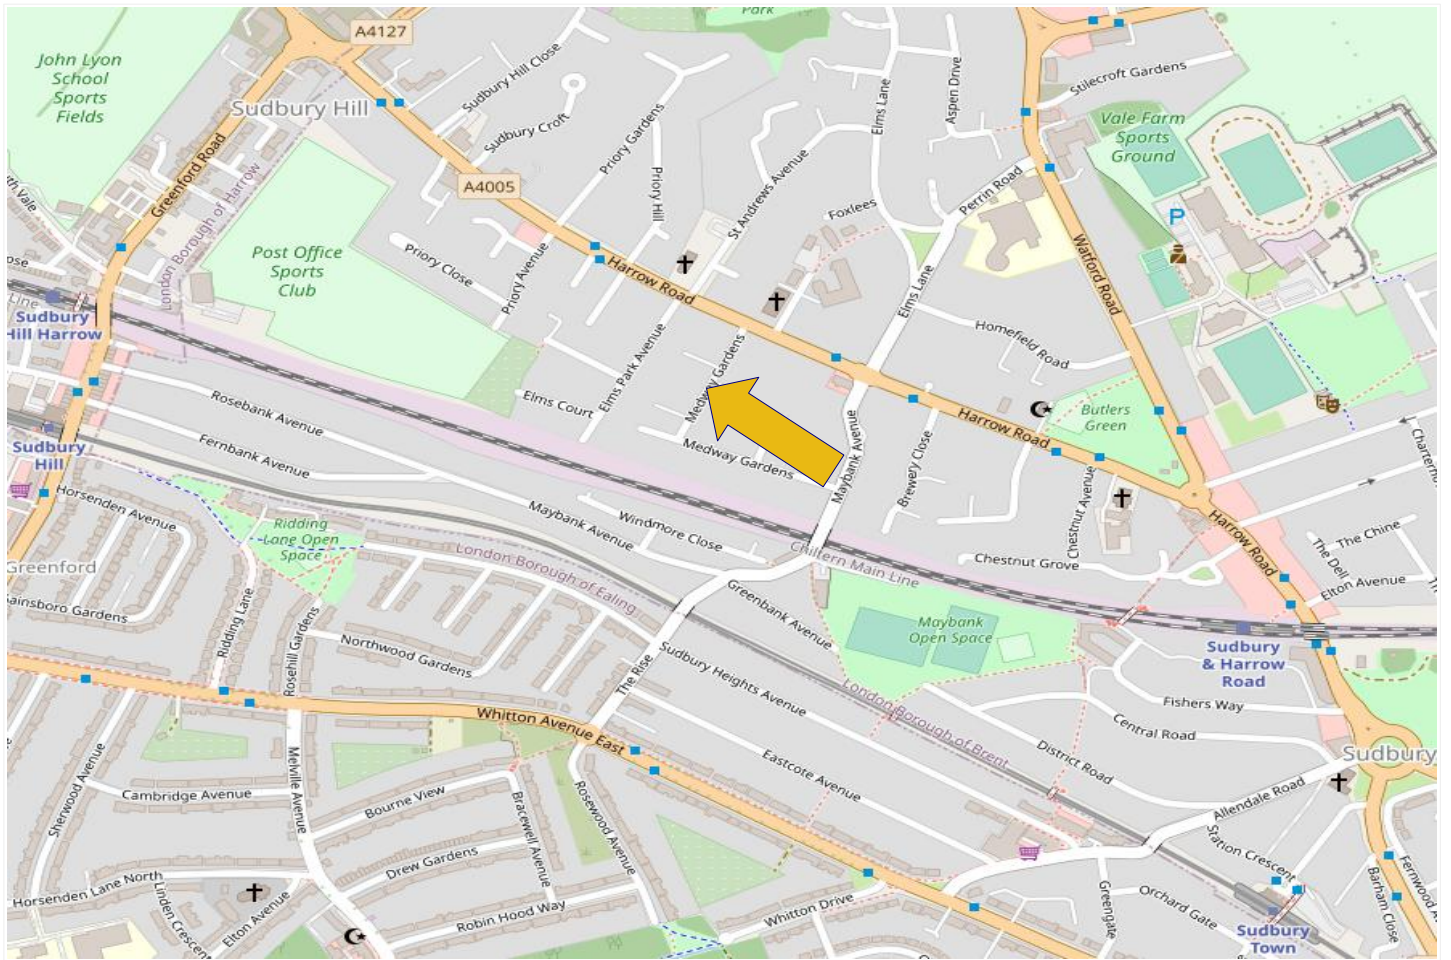 Park
A4127
John Lyon
School
Sports
Fields
Sudbury Hill
Sudbury Hill Close
Sudbury Croft
Priory Gardens
Elms Lane
Aspen Drive
Stilecroft Gardens
Vale Farm
Sports
Ground
Greenford Road
London Borough of Harrow
A4005
Priory Hill
St Andrews Avenue
Foxlees
Perrin Road
P
Post Office
Sports
Club
Priory Close
Priory Avenue
Harrow Road
Elms Lane
Watford Road
Line
Sudbury
Hill Harrow
Homefield Road
Elms Park Avenue
Medway Gardens
Rosebank Avenue
Elms Court
Harrow Road
Butlers
Green
Fernbank Avenue
Sudbury
Hill
Medway Gardens
Maybank Avenue
Brewery Close
Chestnut Avenue
Horsenden Avenue
Ridding
Lane Open
Space
Maybank Avenue
Windmore Close
Chiltern Main Line
Chestnut Grove
Harrow Road
The Chine
The Dell
Elton Avenue
Greenford
London Borough of Ealing
Greenbank Avenue
Maybank
Open Space
Ridding Lane
Rosehill Gardens
Northwood Gardens
The Rise
Sudbury Heights Avenue
London Borough of Brent
Sudbury
& Harrow
Road
Fishers Way
Central Road
District Road
Whitton Avenue East
Eastcote Avenue
Sudbury
Sherwood Avenue
Melville Avenue
Cambridge Avenue
Bourne View
Bracewell Avenue
Rosewood Avenue
Allendale Road
Station Crescent
Drew Gardens
Horsenden Lane North
Linden Crescent
Elton Avenue
Robin Hood Way
Whitton Drive
Greengate
Orchard Gate
Barham Close
Sudbury
Town